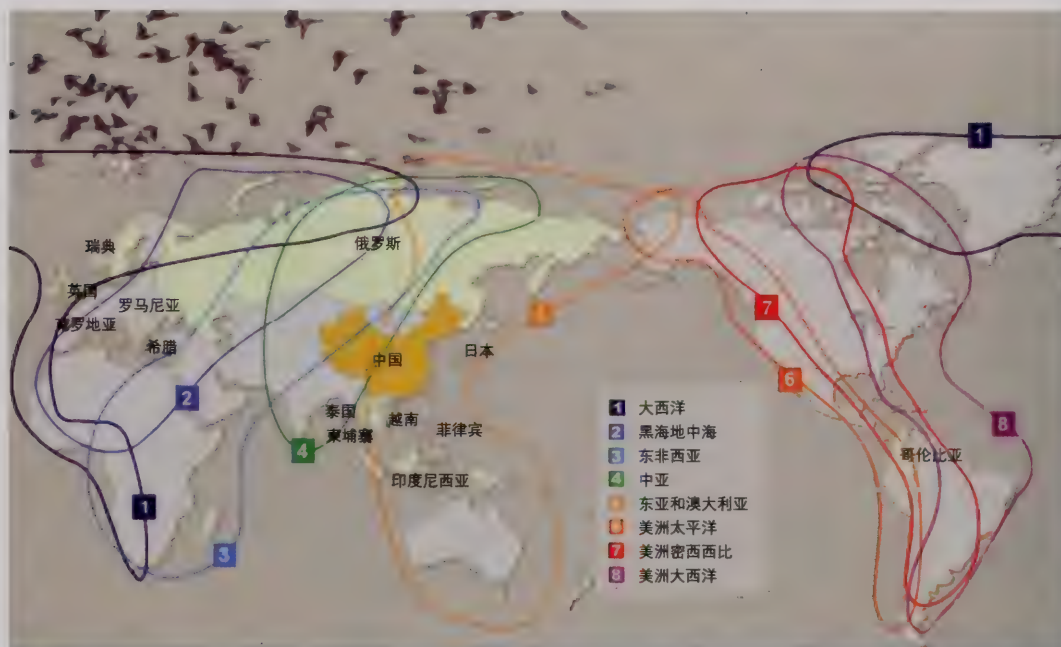 1
瑞典
俄罗斯
英国
罗马尼亚
克罗地亚
希腊
中国
日本
7
6
2
泰国
越南
柬埔寨
菲律宾
4
印度尼西亚
8
哥伦比亚
1
3
1 大西洋
2 黑海地中海
3 东非西亚
4 中亚
东亚和澳大利亚
6 美洲太平洋
7 美洲密西西比
8 美洲大西洋